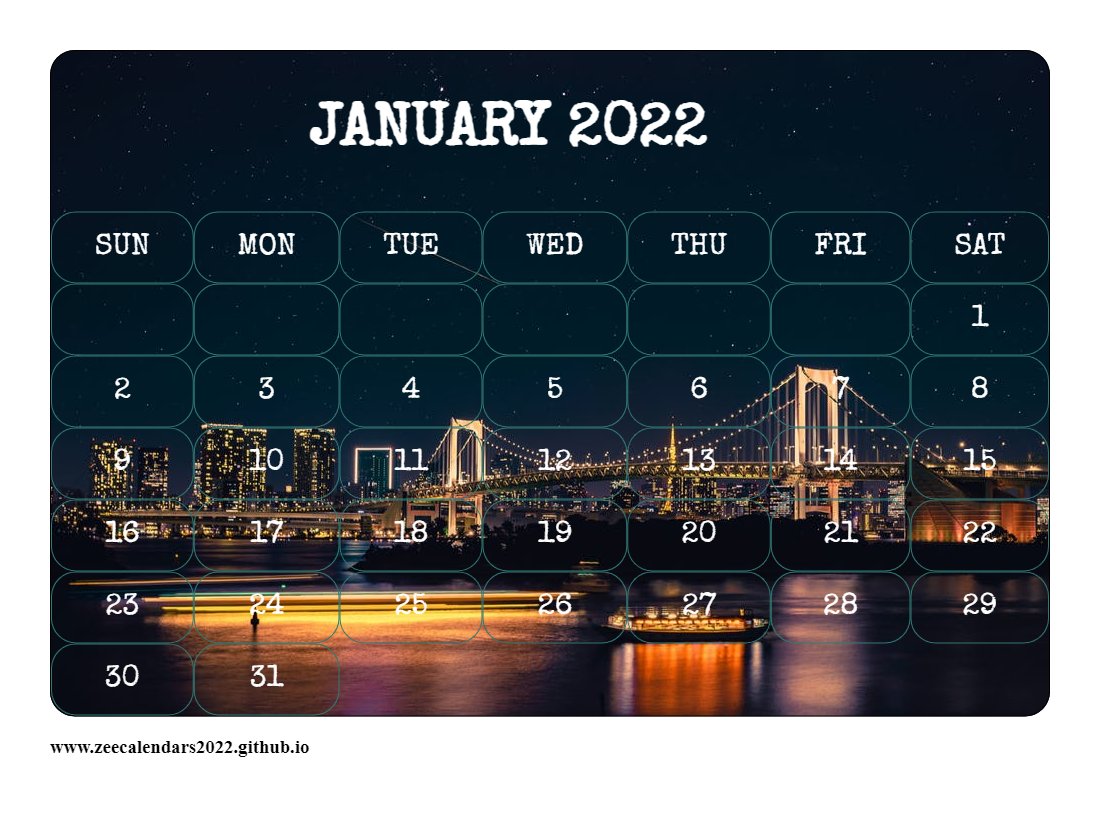 JANUARY 2022
SUN MON TUE WED THU FRI SAT
1
2 3 4 5 6 7 8
9 10 11 12 13 14 15
16 17 18 19 20 21 22
23 24 25 26 27 28 29
30 31
www.zeecalendars2022.github.io